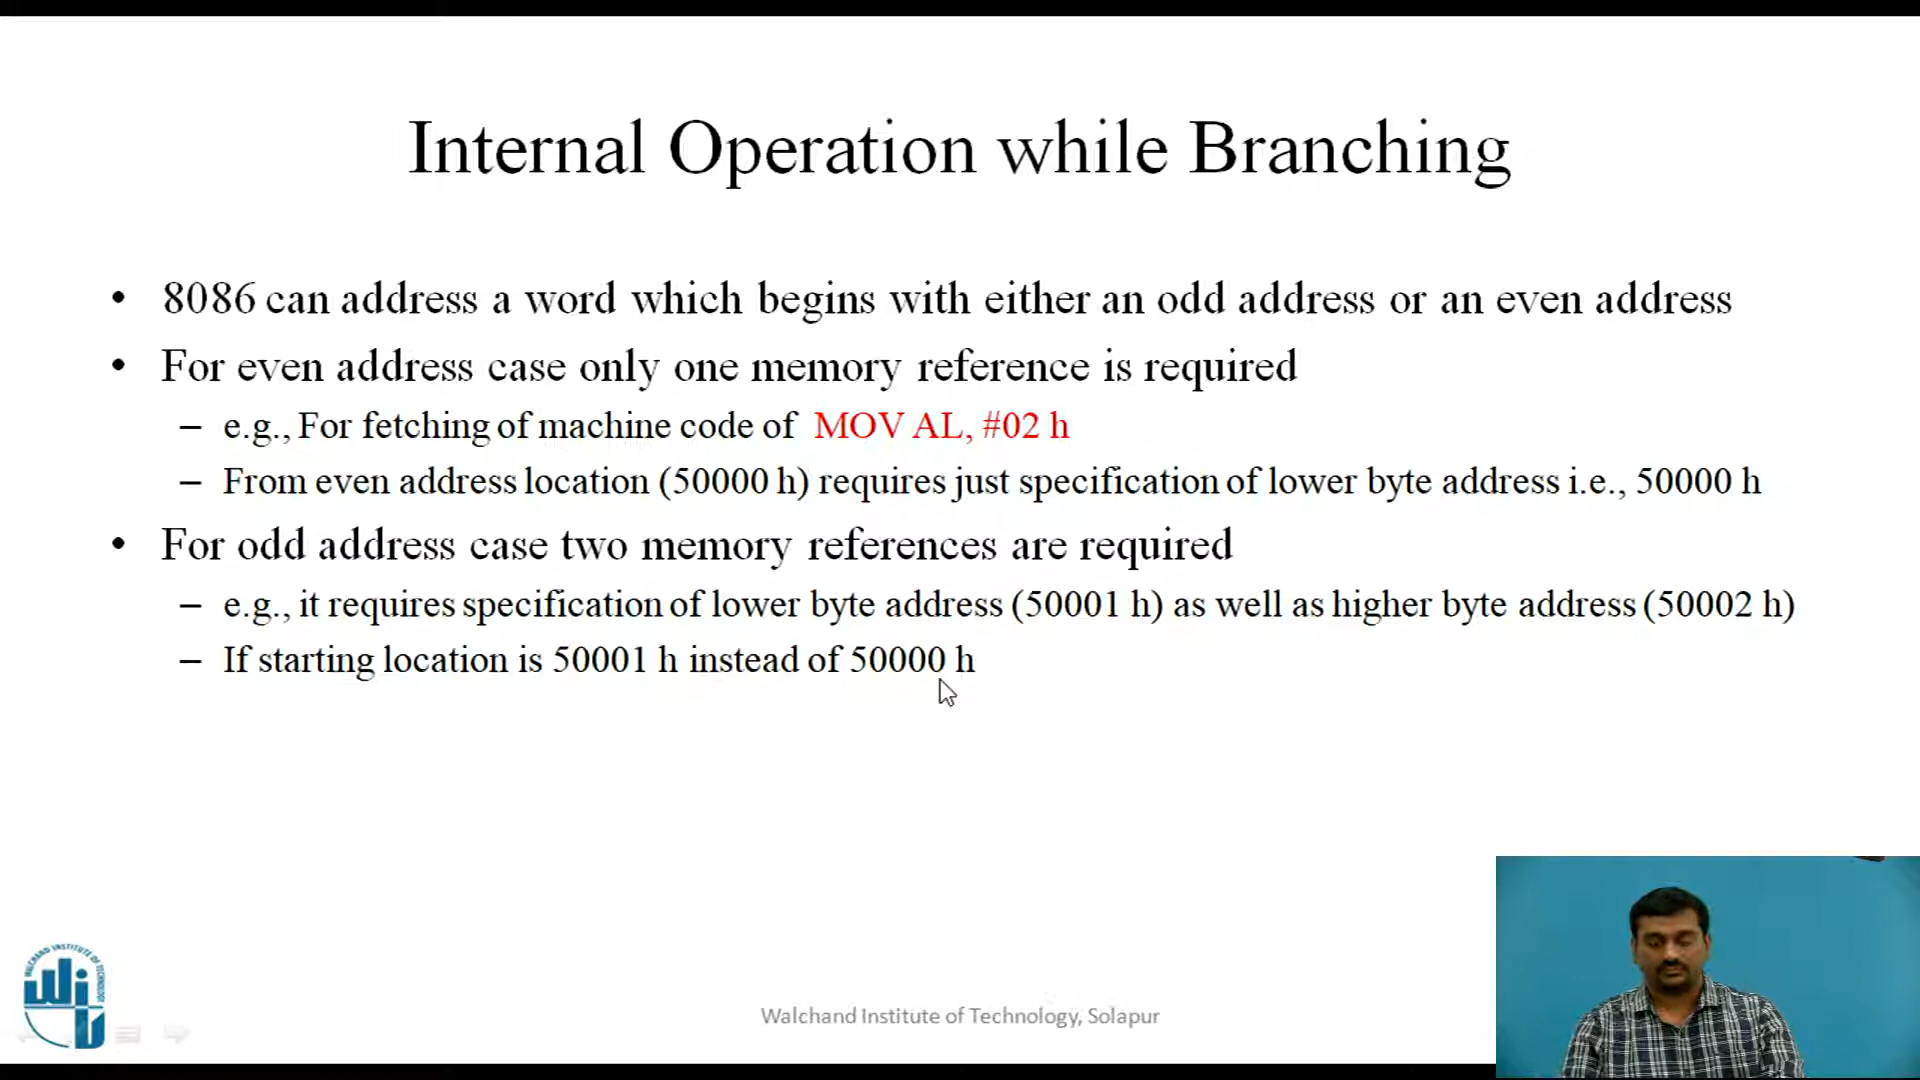 Internal Operation while Branching
• 8086 can address a word which begins with either an odd address or an even address
• For even address case only one memory reference is required
– e.g., For fetching of machine code of MOV AL, #02 h
– From even address location (50000 h) requires just specification of lower byte address i.e., 50000 h
• For odd address case two memory references are required
– e.g., it requires specification of lower byte address (50001 h) as well as higher byte address (50002 h)
– If starting location is 50001 h instead of 50000 h
WALCHAND INSTITUTE OF TECHNOLOGY
Walchand Institute of Technology, Solapur